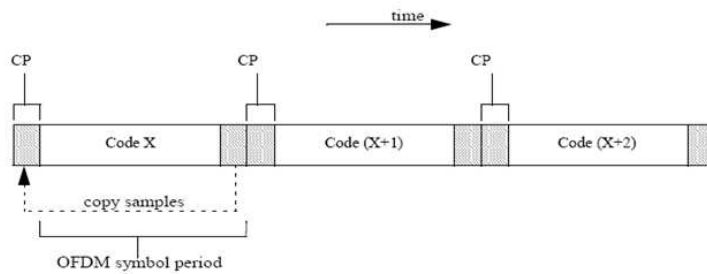 time
CP
CP
CP
Code X
Code (X+1)
Code (X+2)
copy samples
OFDM symbol period